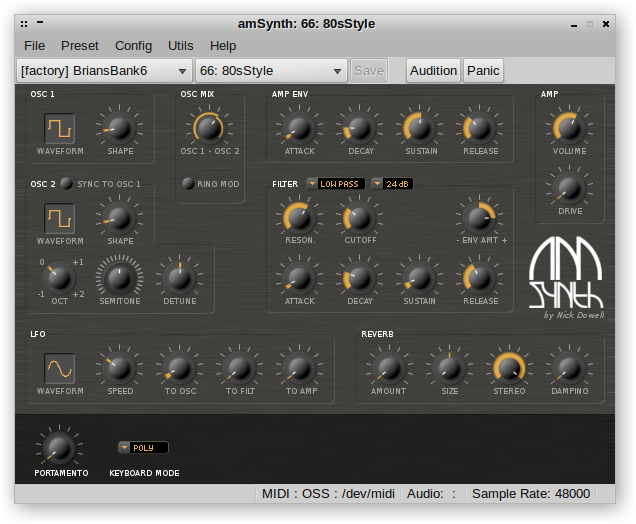 amSynth: 66: 80sStyle
File Preset Config Utils Help
[factory] BriansBank6 66: 80sStyle Save Audition Panic
OSC 1 OSC MIX AMP ENV AMP
WAVEFORM SHAPE OSC 1 - OSC 2 ATTACK DECAY SUSTAIN RELEASE VOLUME
OSC 2 SYNC TO OSC 1 RING MOD FILTER LOW PASS 24 dB
DRIVE
WAVEFORM SHAPE RESON. CUTOFF - ENV AMT +
0 +1
-1 +2
OCT SEMITONE DETUNE ATTACK DECAY SUSTAIN RELEASE
AM SYNTH
by Nick Dowell
LFO REVERB
WAVEFORM SPEED TO OSC TO FILT TO AMP AMOUNT SIZE STEREO DAMPING
POLY
PORTAMENTO KEYBOARD MODE
MIDI : OSS : /dev/midi Audio: : Sample Rate: 48000